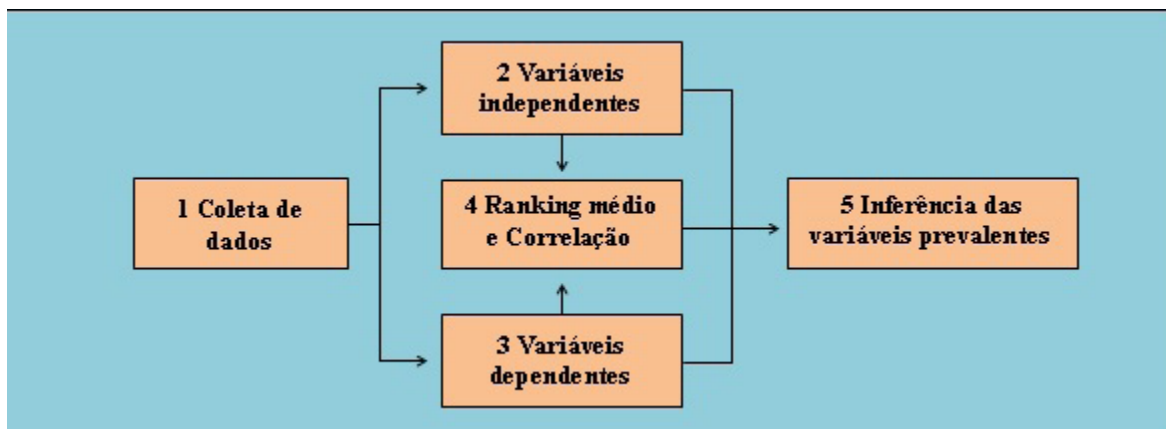 1 Coleta de
dados
2 Variáveis
independentes
3 Variáveis
dependentes
4 Ranking médio
e Correlação
5 Inferência das
variáveis prevalentes